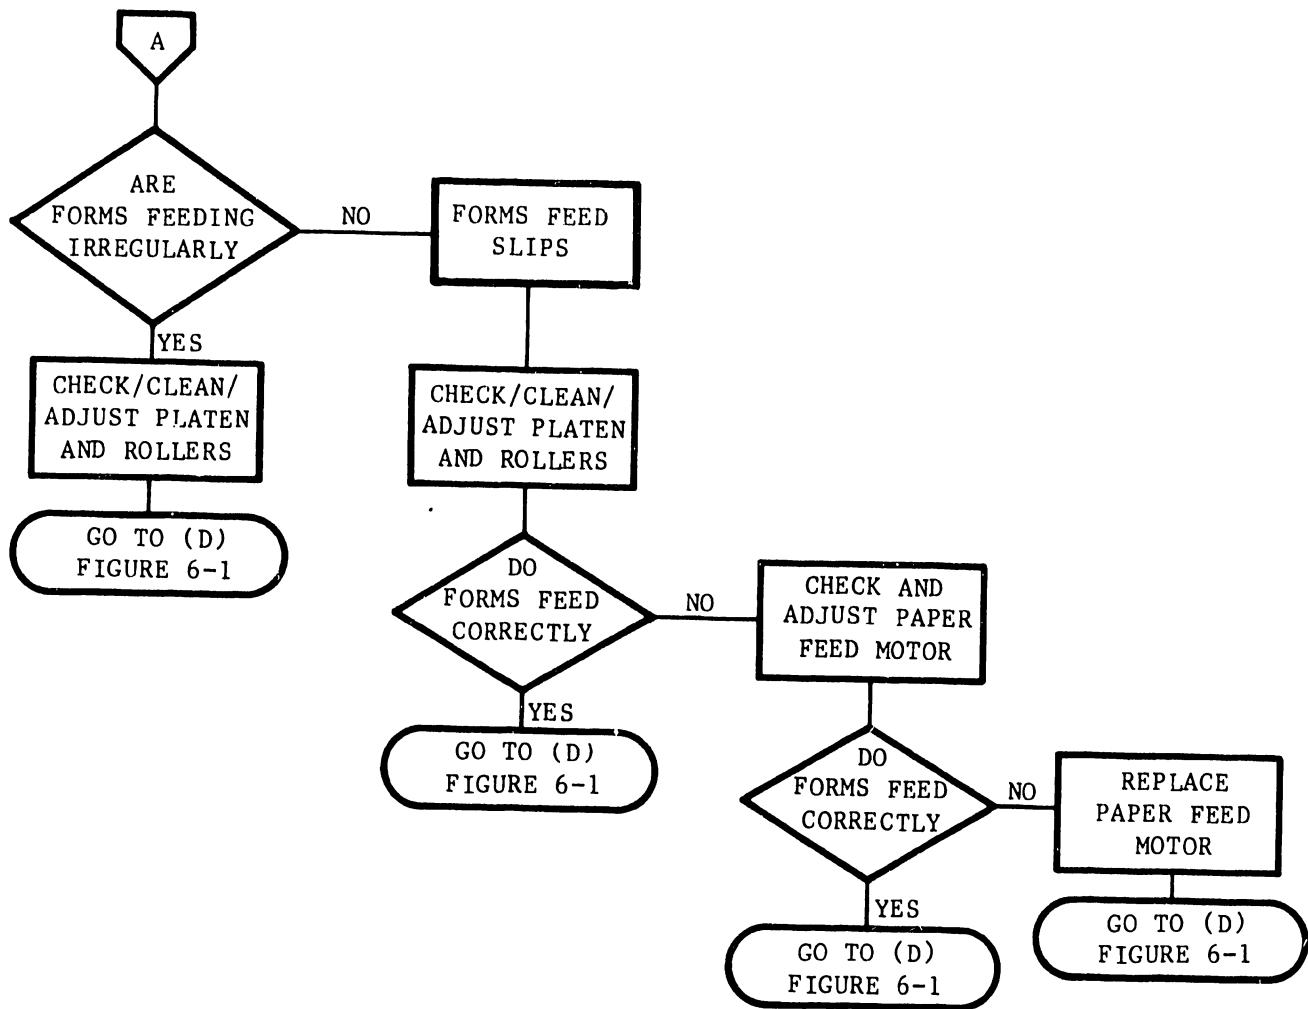 A
ARE
FORMS FEEDING
IRREGULARLY
NO
FORMS FEED
SLIPS
YES
CHECK/CLEAN/
ADJUST PLATEN
AND ROLLERS
GO TO (D)
FIGURE 6-1
CHECK/CLEAN/
ADJUST PLATEN
AND ROLLERS
DO
FORMS FEED
CORRECTLY
NO
CHECK AND
ADJUST PAPER
FEED MOTOR
YES
GO TO (D)
FIGURE 6-1
DO
FORMS FEED
CORRECTLY
NO
REPLACE
PAPER FEED
MOTOR
YES
GO TO (D)
FIGURE 6-1
GO TO (D)
FIGURE 6-1